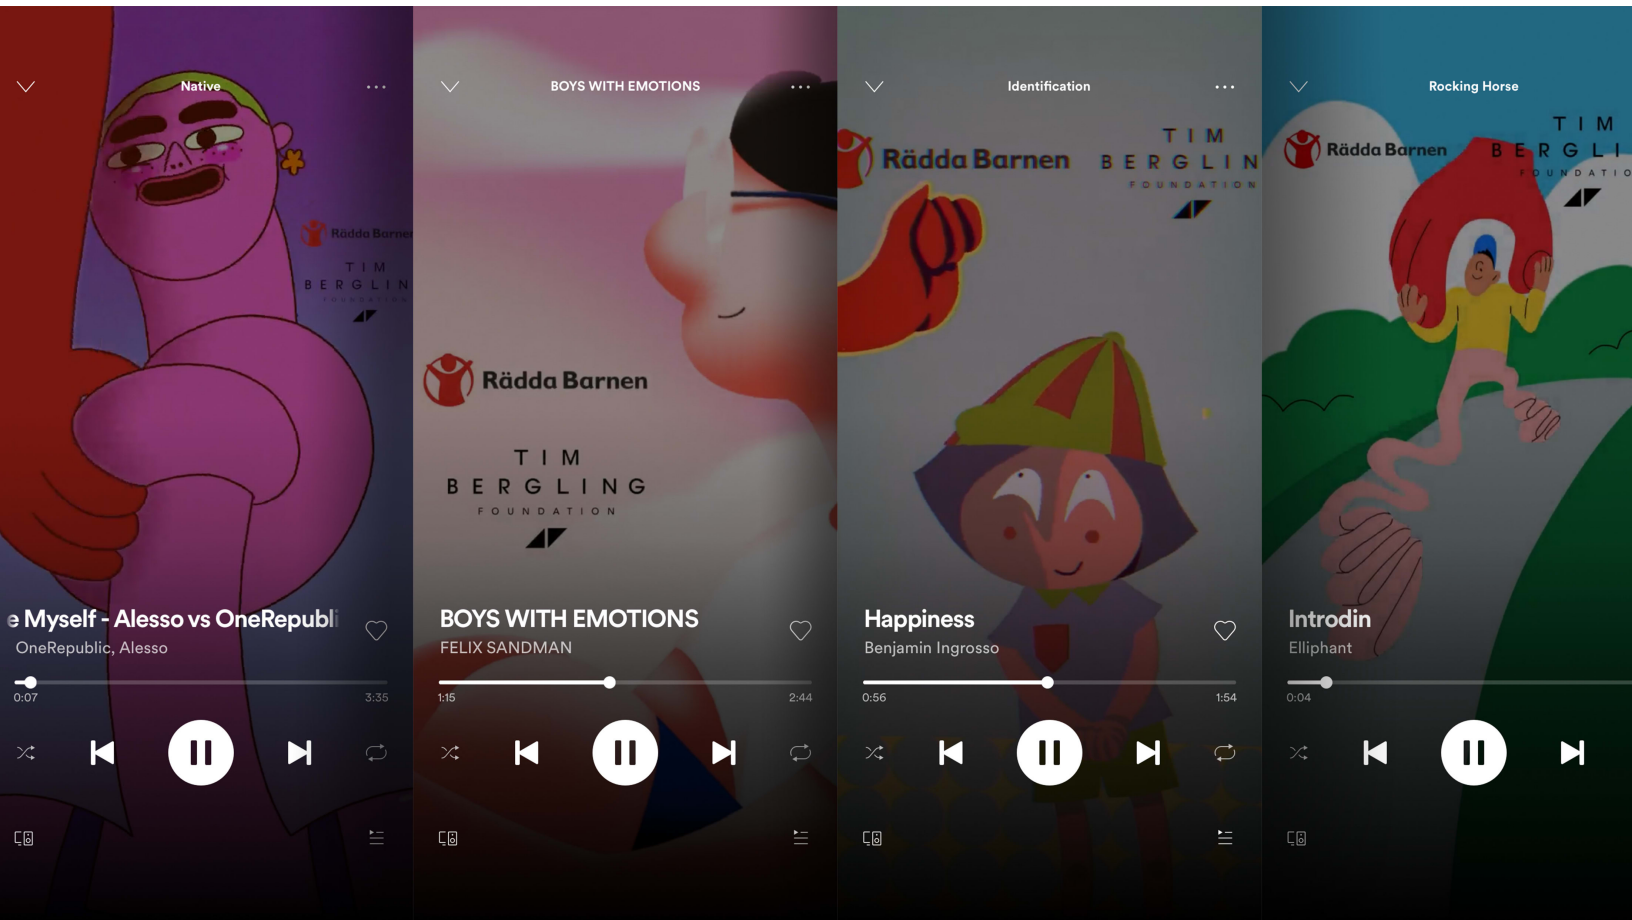 Native
Rädda Barnen
TIM
BERGLIN
FOUNDATION
e Myself - Alesso vs OneRepubli
OneRepublic, Alesso
0:07
3:35
BOYS WITH EMOTIONS
Rädda Barnen
TIM
BERGLING
FOUNDATION
BOYS WITH EMOTIONS
FELIX SANDMAN
1:15
2:44
Identification
Rädda Barnen
TIM
BERGLIN
FOUNDATION
Happiness
Benjamin Ingrosso
0:56
1:54
Rocking Horse
Rädda Barnen
TIM
BERGLI
FOUNDATIO
Introdin
Elliphant
0:04